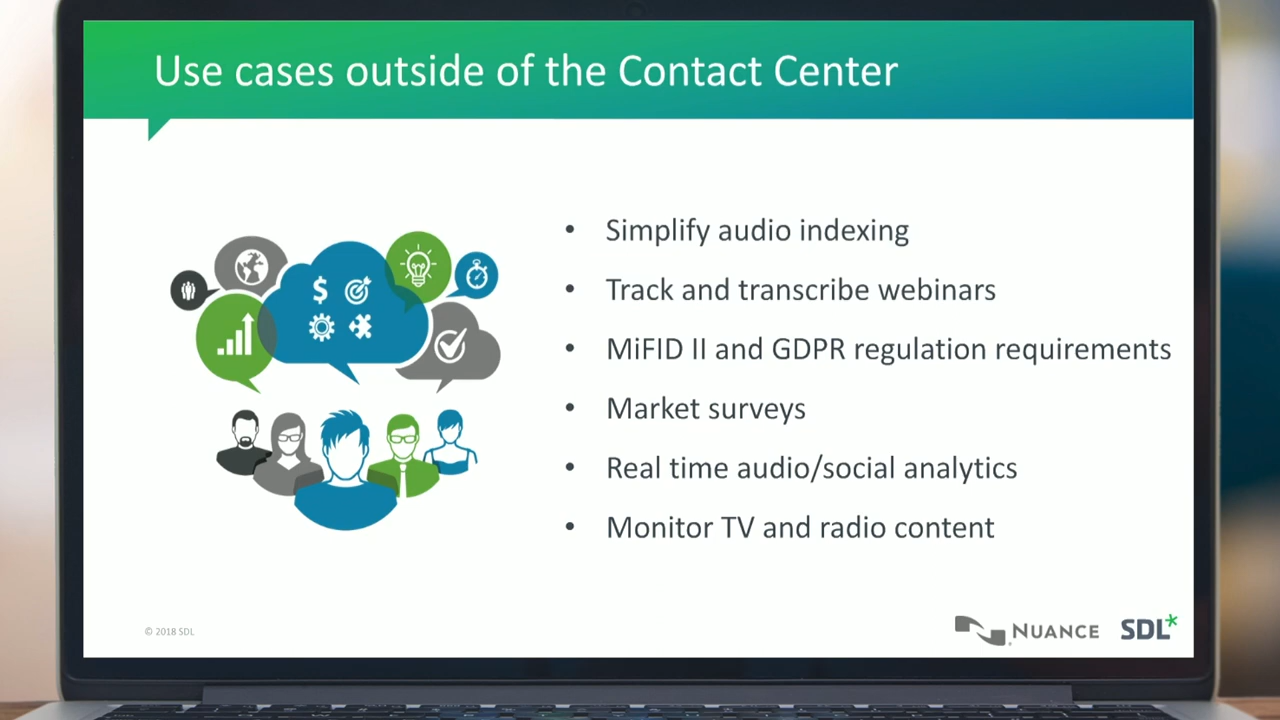 Use cases outside of the Contact Center
$
• Simplify audio indexing
• Track and transcribe webinars
• MiFID II and GDPR regulation requirements
• Market surveys
• Real time audio/social analytics
• Monitor TV and radio content
© 2018 SDL
NUANCE
SDL*